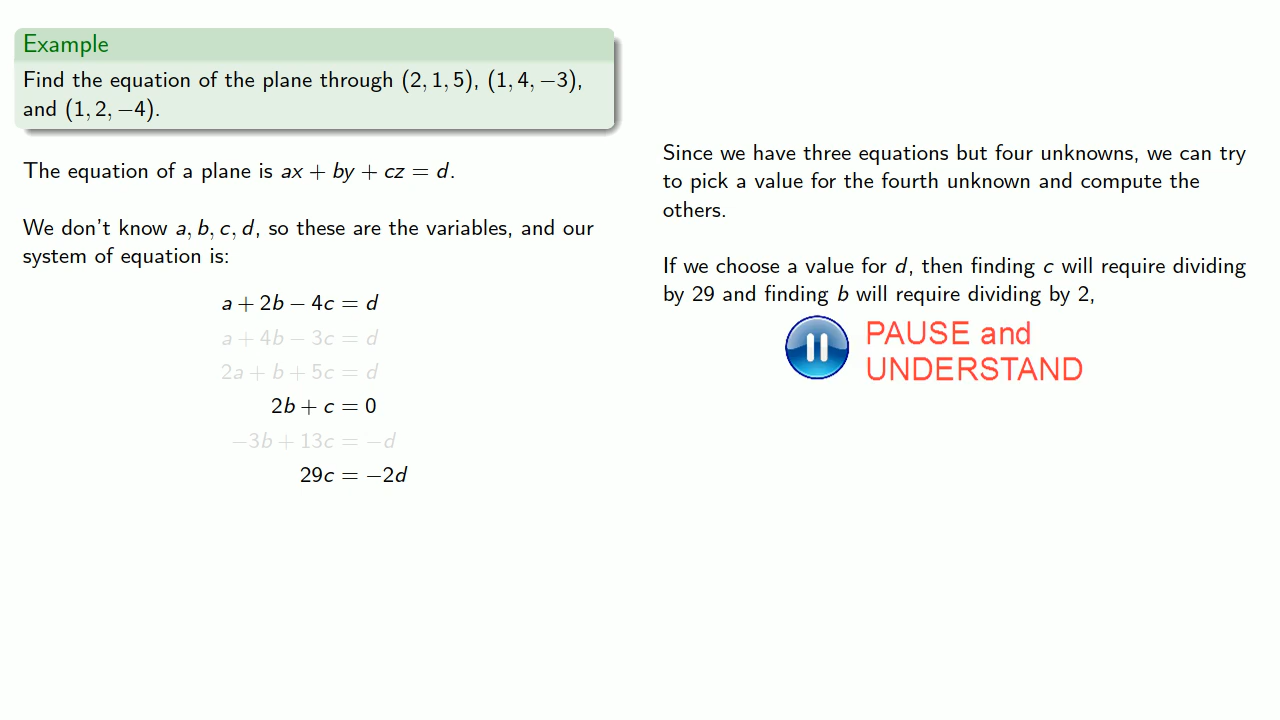 Example
Find the equation of the plane through (2, 1, 5), (1, 4, −3),
and (1, 2, −4).
The equation of a plane is ax + by + cz = d.
We don't know a, b, c, d, so these are the variables, and our
system of equation is:
a + 2b − 4c = d
a + 4b − 3c = d
2a + b + 5c = d
2b + c = 0
−3b + 13c = −d
29c = −2d
Since we have three equations but four unknowns, we can try
to pick a value for the fourth unknown and compute the
others.
If we choose a value for d, then finding c will require dividing
by 29 and finding b will require dividing by 2,
PAUSE and
UNDERSTAND